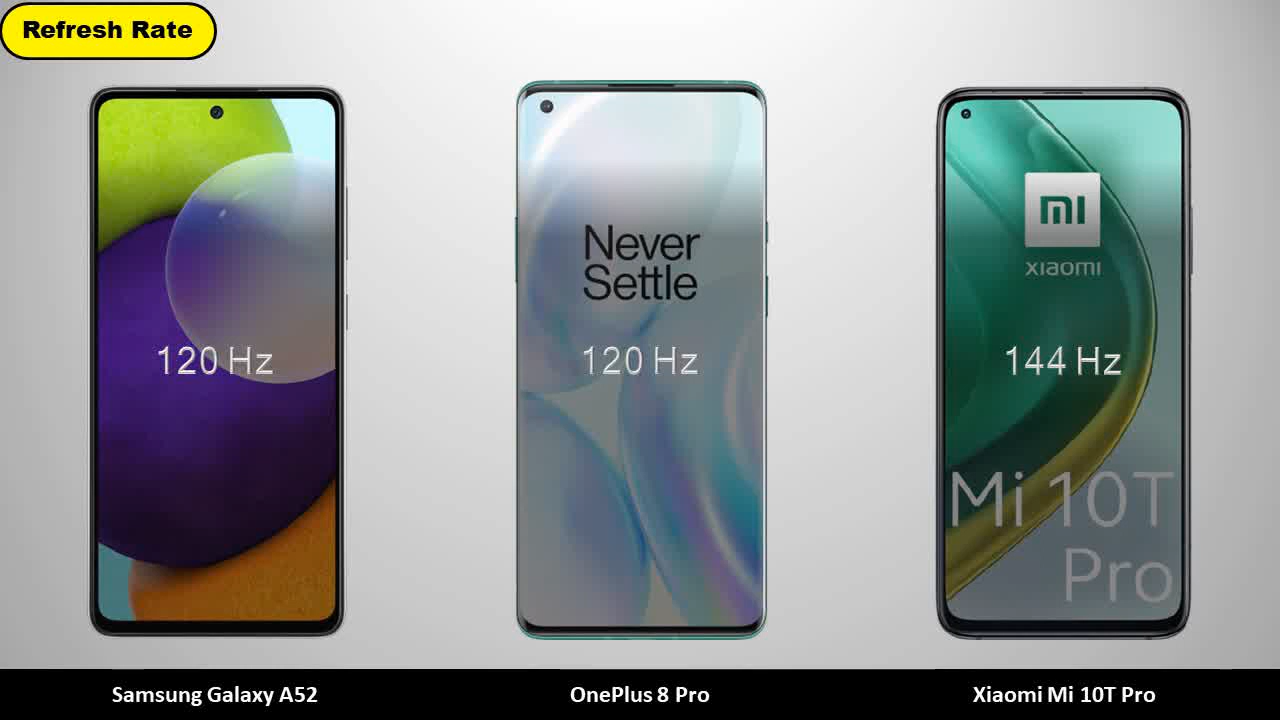 Refresh Rate
Never
Settle
mi
xiaomi
120 Hz
120 Hz
144 Hz
Mi 10T
Pro
Samsung Galaxy A52
OnePlus 8 Pro
Xiaomi Mi 10T Pro